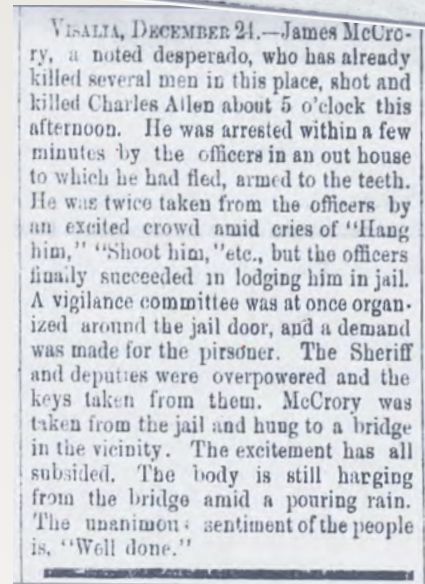 VISALIA, DECEMBER 24.—James McCro-
ry, a noted desperado, who has already
killed several men in this place, shot and
killed Charles Allen about 5 o'clock this
afternoon. He was arrested within a few
minutes by the officers in an out house
to which he had fled, armed to the teeth.
He was twice taken from the officers by
an excited crowd amid cries of "Hang
him," "Shoot him,"etc., but the officers
finally succeeded in lodging him in jail.
A vigilance committee was at once organ-
ized around the jail door, and a demand
was made for the pirsoner. The Sheriff
and deputies were overpowered and the
keys taken from them. McCrory was
taken from the jail and hung to a bridge
in the vicinity. The excitement has all
subsided. The body is still harging
from the bridge amid a pouring rain.
The unanimous sentiment of the people
is, "Well done."